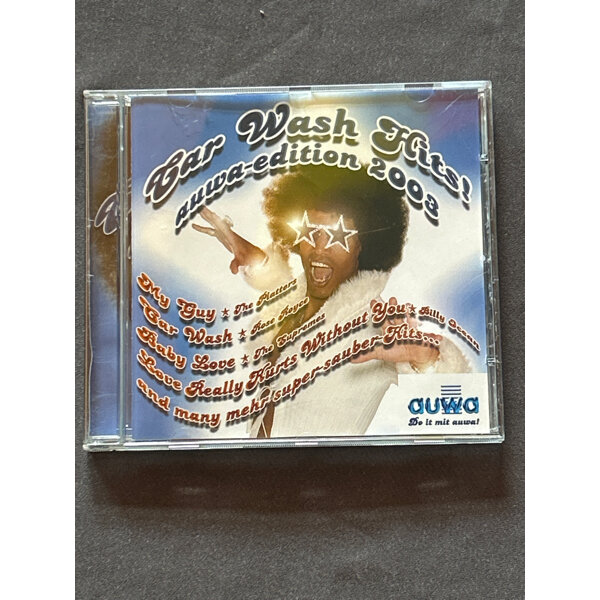 Car Wash Hits!
auwa-edition 2003
My Guy ★ The Platters
Car Wash ★ Rose Royce
Baby Love ★ The Supremes
Love Really Hurts Without You ★ Billy Ocean
and many mehr super-sauber-Hits...
auwa
Do it mit auwa!